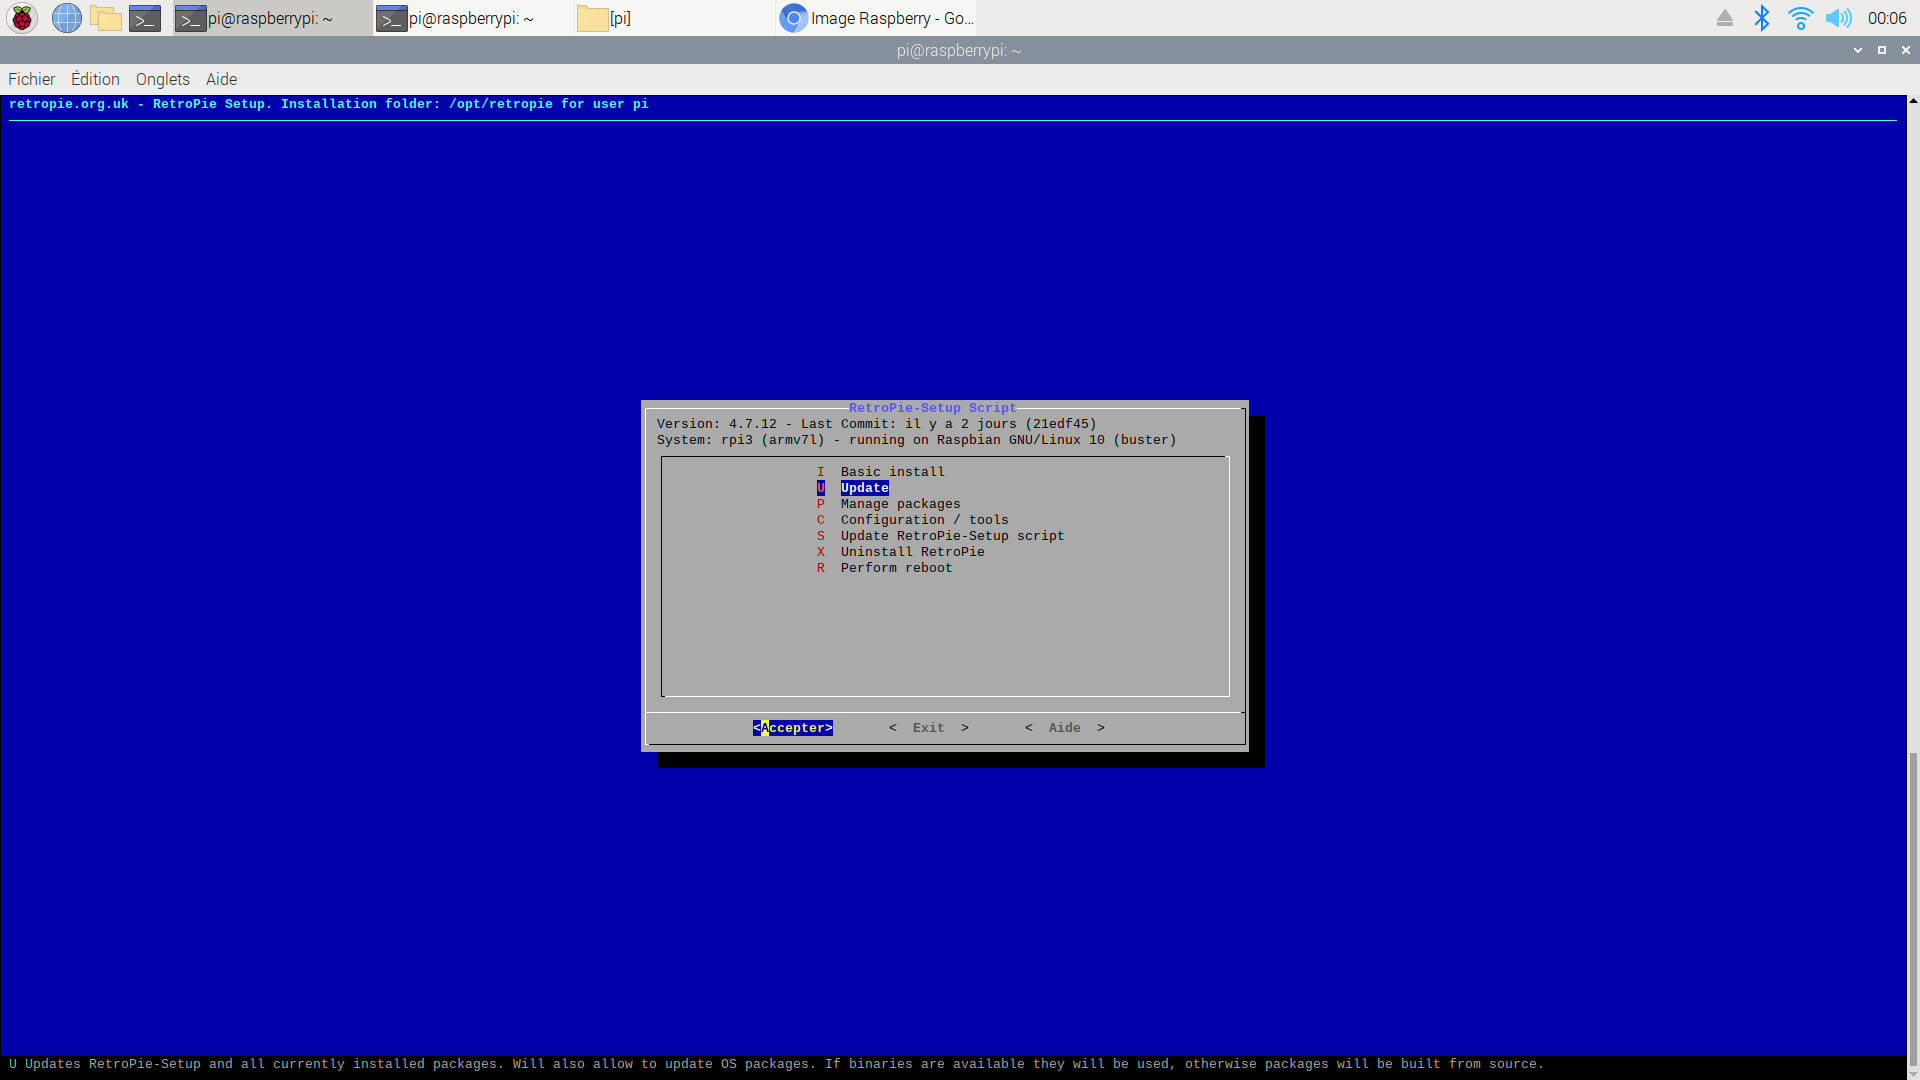 pi@raspberrypi: ~
pi@raspberrypi: ~
[pi]
Image Raspberry - Go...
00:06
pi@raspberrypi: ~
Fichier Édition Onglets Aide
retropie.org.uk - RetroPie Setup. Installation folder: /opt/retropie for user pi
RetroPie-Setup Script
Version: 4.7.12 - Last Commit: il y a 2 jours (21edf45)
System: rpi3 (armv7l) - running on Raspbian GNU/Linux 10 (buster)
I Basic install
U Update
P Manage packages
C Configuration / tools
S Update RetroPie-Setup script
X Uninstall RetroPie
R Perform reboot
<Accepter> < Exit > < Aide >
U Updates RetroPie-Setup and all currently installed packages. Will also allow to update OS packages. If binaries are available they will be used, otherwise packages will be built from source.